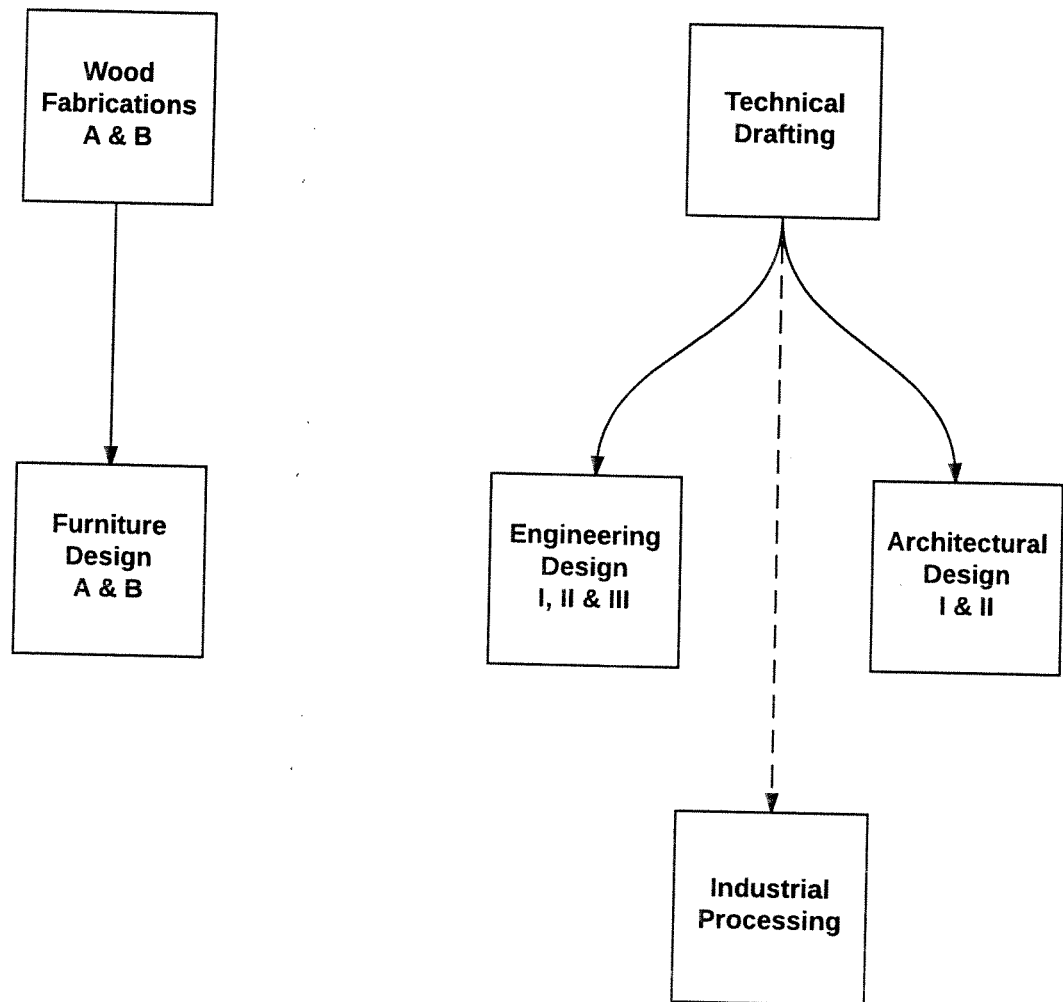 Wood
Fabrications
A & B
Technical
Drafting
Furniture
Design
A & B
Engineering
Design
I, II & III
Architectural
Design
I & II
Industrial
Processing